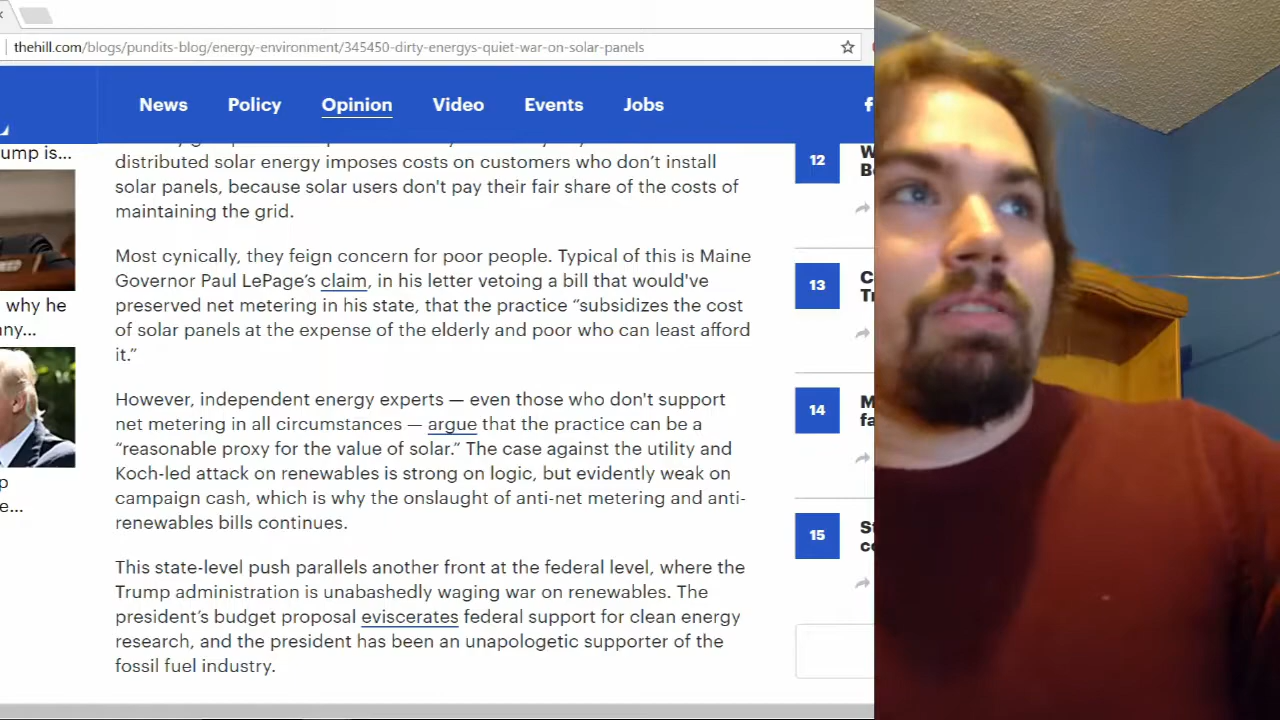 thehill.com/blogs/pundits-blog/energy-environment/345450-dirty-energys-quiet-war-on-solar-panels
News Policy Opinion Video Events Jobs
ump is...
why he
any...
p
e...
distributed solar energy imposes costs on customers who don’t install
solar panels, because solar users don't pay their fair share of the costs of
maintaining the grid.
Most cynically, they feign concern for poor people. Typical of this is Maine
Governor Paul LePage’s claim, in his letter vetoing a bill that would've
preserved net metering in his state, that the practice “subsidizes the cost
of solar panels at the expense of the elderly and poor who can least afford
it.”
However, independent energy experts — even those who don't support
net metering in all circumstances — argue that the practice can be a
“reasonable proxy for the value of solar.” The case against the utility and
Koch-led attack on renewables is strong on logic, but evidently weak on
campaign cash, which is why the onslaught of anti-net metering and anti-
renewables bills continues.
This state-level push parallels another front at the federal level, where the
Trump administration is unabashedly waging war on renewables. The
president’s budget proposal eviscerates federal support for clean energy
research, and the president has been an unapologetic supporter of the
fossil fuel industry.
12
13
14
15